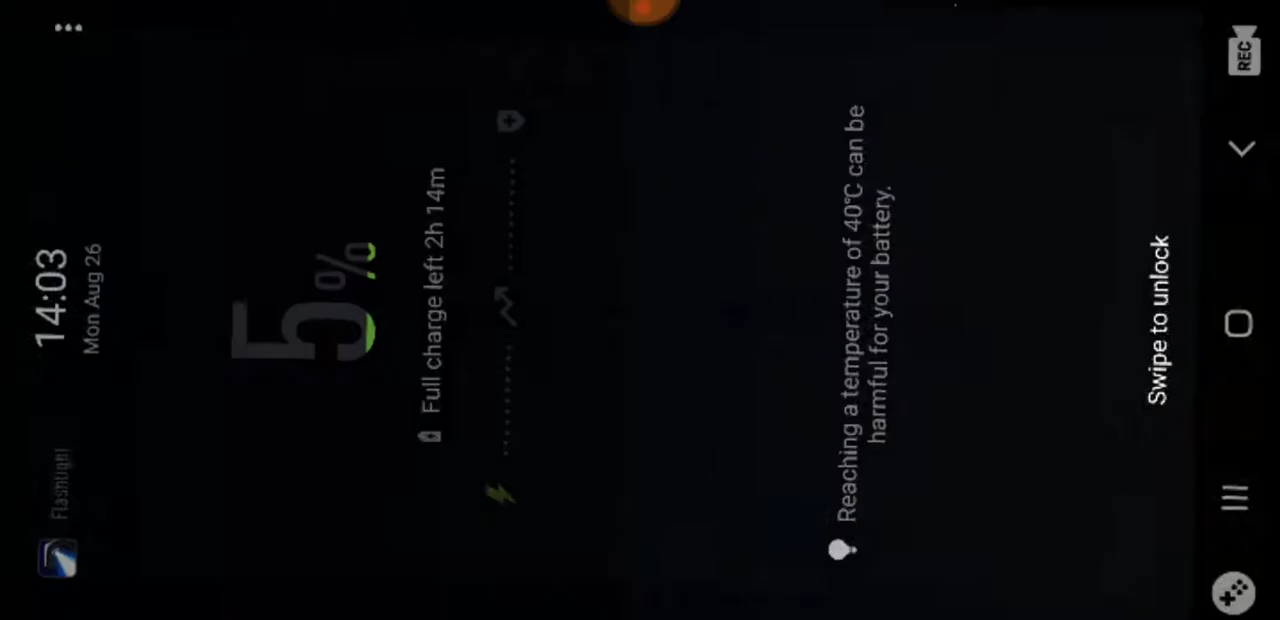 Flashlight
14:03
Mon Aug 26
5%
Full charge left 2h 14m
Reaching a temperature of 40°C can be
harmful for your battery.
Swipe to unlock
REC